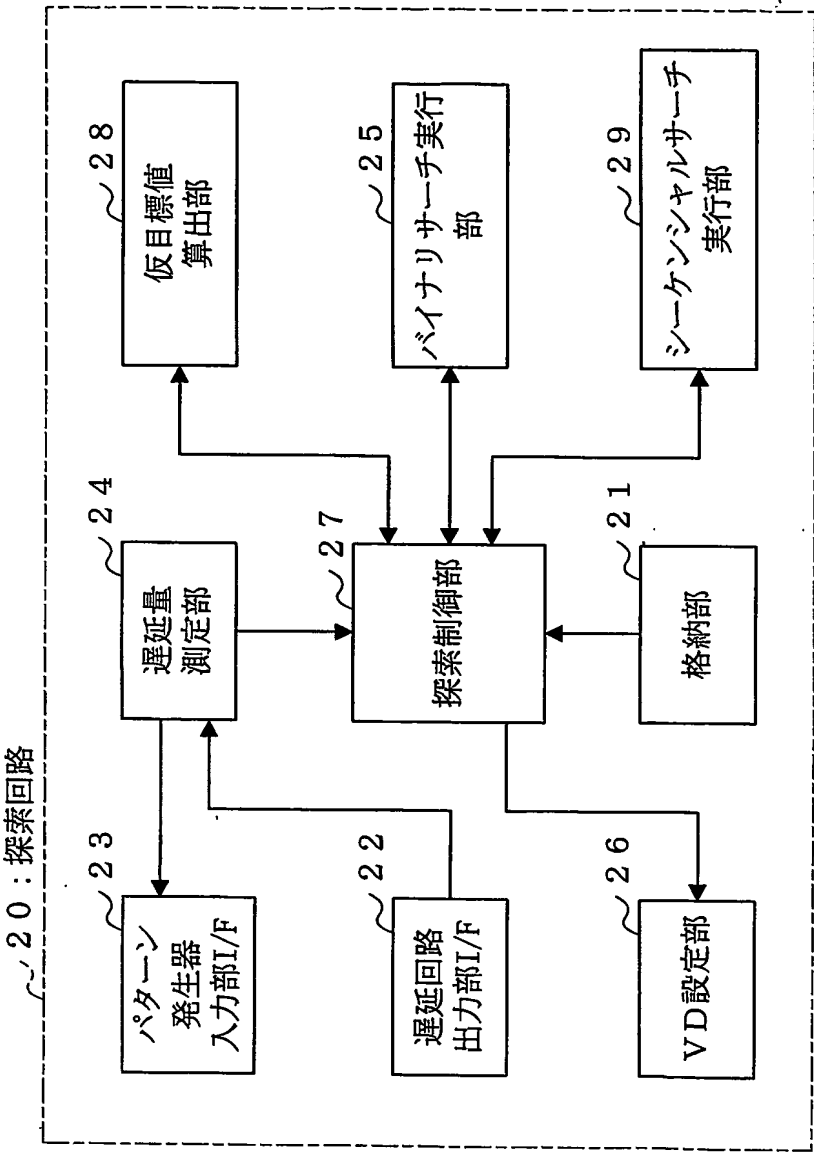 20:探索回路
23
パターン
発生器
入力部I/F
24
遅延量
測定部
28
仮目標値
算出部
22
遅延回路
出力部I/F
27
探索制御部
25
バイナリサーチ実行
部
26
VD設定部
21
格納部
29
シーケンシャルサーチ
実行部